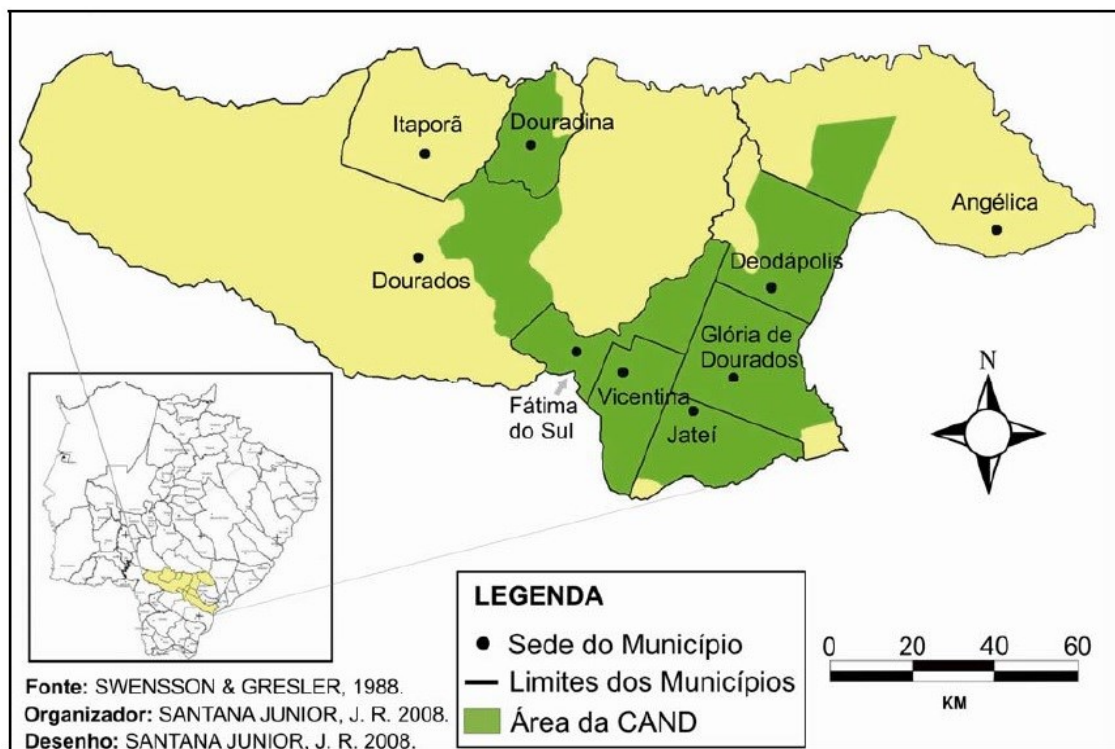 Itaporã
Douradina
Angélica
Dourados
Deodápolis
Glória de
Dourados
Vicentina
Fátima
do Sul
Jateí
N
LEGENDA
Sede do Município
Limites dos Municípios
Área da CAND
0 20 40 60
KM
Fonte: SWENSSON & GRESLER, 1988.
Organizador: SANTANA JUNIOR, J. R. 2008.
Desenho: SANTANA JUNIOR, J. R. 2008.